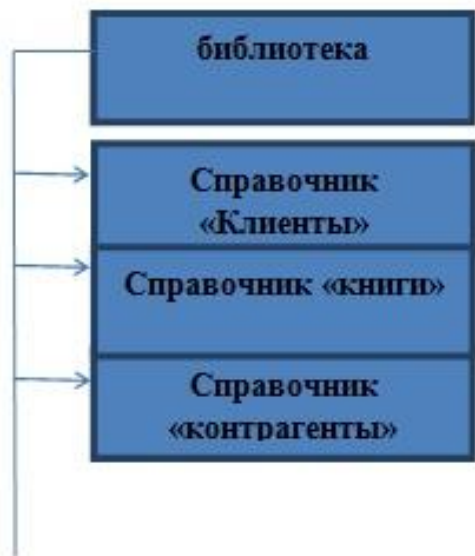 библиотека
Справочник
«Клиенты»
Справочник «книги»
Справочник
«контрагенты»